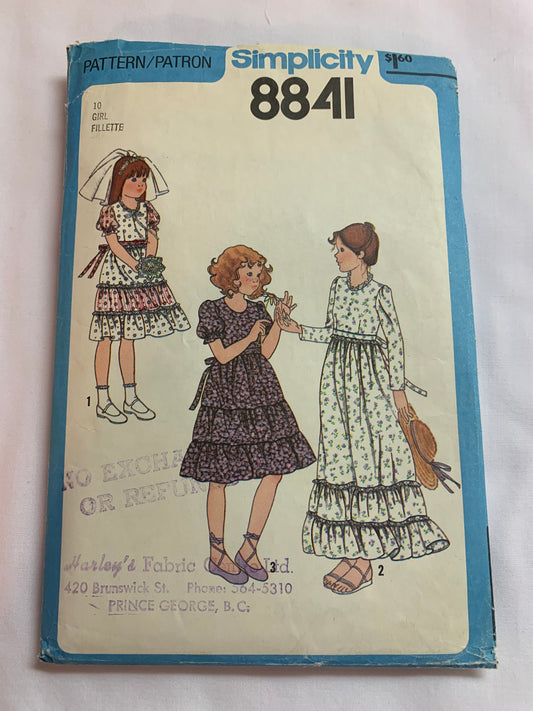 PATTERN/PATRON
Simplicity
$1.60
8841
10
GIRL
FILLETTE
1
3
2
NO EXCHA
OR REFUN
Harley's Fabric Ltd.
420 Brunswick St. Phone: 564-5310
PRINCE GEORGE, B.C.